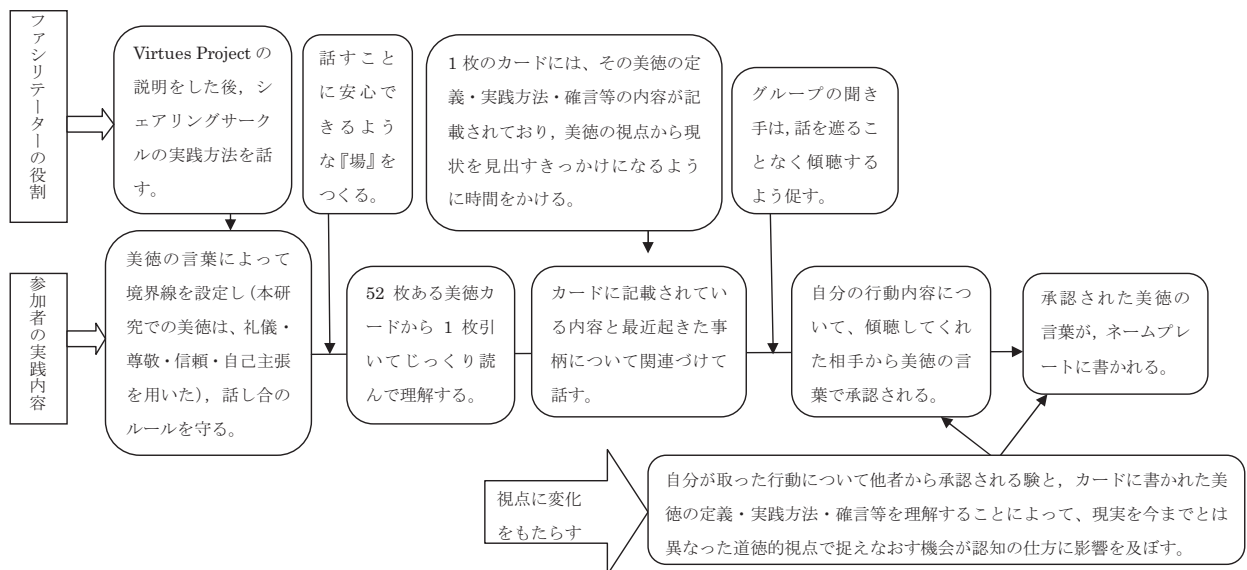 ファシリテーターの役割
Virtues Project の
説明をした後，シ
ェアリングサーク
ルの実践方法を話
す。
話すこと
に安心で
きるよう
な『場』を
つくる。
1 枚のカードには、その美徳の定
義・実践方法・確言等の内容が記
載されており，美徳の視点から現
状を見出すきっかけになるよう
に時間をかける。
グループの聞き
手は，話を遮るこ
となく傾聴する
よう促す。
参加者の実践内容
美徳の言葉によって
境界線を設定し（本研
究での美徳は、礼儀・
尊敬・信頼・自己主張
を用いた），話し合の
ルールを守る。
52 枚ある美徳カ
ードから 1 枚引
いてじっくり読
んで理解する。
カードに記載されてい
る内容と最近起きた事
柄について関連づけて
話す。
自分の行動内容につ
いて、傾聴してくれ
た相手から美徳の言
葉で承認される。
承認された美徳の
言葉が，ネームプレ
ートに書かれる。
視点に変化
をもたらす
自分が取った行動について他者から承認される験と，カードに書かれた美
徳の定義・実践方法・確言等を理解することによって、現実を今までとは
異なった道徳的視点で捉えなおす機会が認知の仕方に影響を及ぼす。